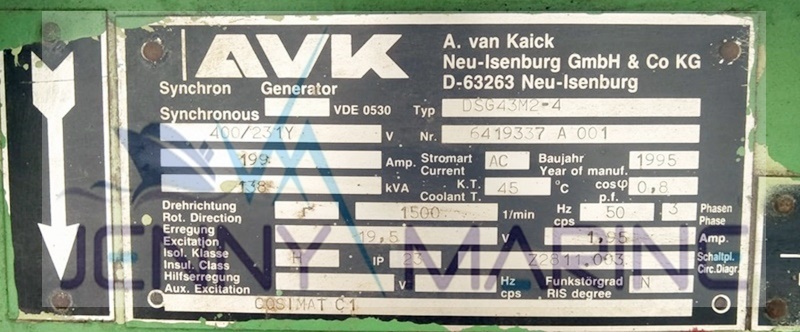 AVK
A. van Kaick
Neu-Isenburg GmbH & Co KG
D-63263 Neu-Isenburg
Synchron Generator
Synchronous VDE 0530 Typ DSG43M2-4
400/231Y V Nr. 6419337 A 001
199 Amp. Stromart Current AC Baujahr Year of manuf. 1995
138 kVA K.T. Coolant T. 45 °C cosφ p.f. 0,8
Drehrichtung Rot. Direction r 1500 1/min Hz cps 50 3 Phasen Phase
Erregung Excitation 19,5 V 1,95 Amp.
Isol. Klasse Insul. Class H IP 23 Z2811.003 Schaltpl. Circ.Diagr.
Hilfserregung Aux. Excitation V Hz cps Funkstörgrad RIS degree N
COSIMAT C1
JENNY MARINE